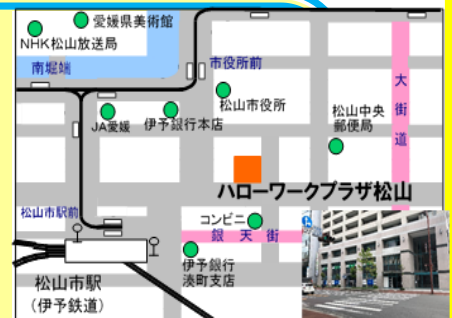 愛媛県美術館
NHK松山放送局
南堀端
市役所前
大街道
松山市役所
松山中央
郵便局
JA愛媛
伊予銀行本店
ハローワークプラザ松山
松山市駅前
コンビニ
銀天街
伊予銀行
湊町支店
松山市駅
（伊予鉄道）